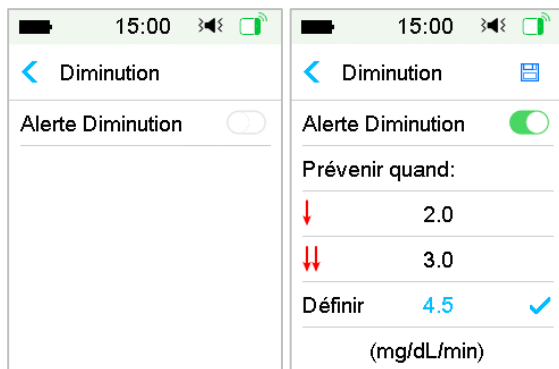 15:00
Diminution
Alerte Diminution
15:00
Diminution
Alerte Diminution
Prévenir quand:
2.0
3.0
Définir 4.5
(mg/dL/min)